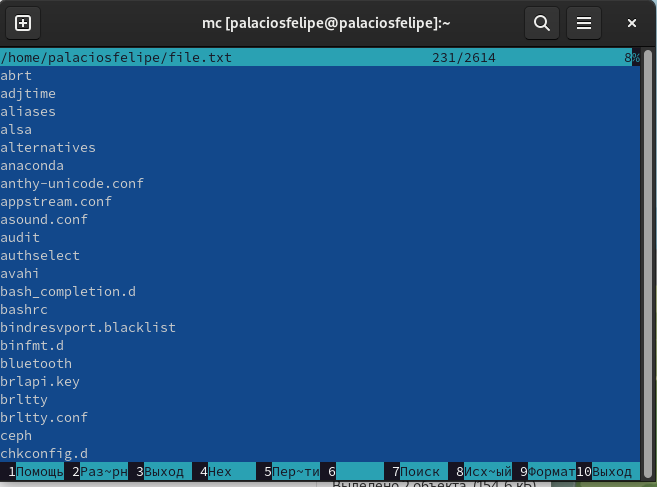 mc [palaciosfelipe@palaciosfelipe]:~
/home/palaciosfelipe/file.txt 231/2614 8%
abrt
adjtime
aliases
alsa
alternatives
anaconda
anthy-unicode.conf
appstream.conf
asound.conf
audit
authselect
avahi
bash_completion.d
bashrc
bindresvport.blacklist
binfmt.d
bluetooth
brlapi.key
brltty
brltty.conf
ceph
chkconfig.d
1Помощь 2Раз~рн 3Выход 4Hex 5Пер~ти 6 7Поиск 8Исх~ый 9Формат 10Выход
Выделено 2 объекта (154,6 кБ)